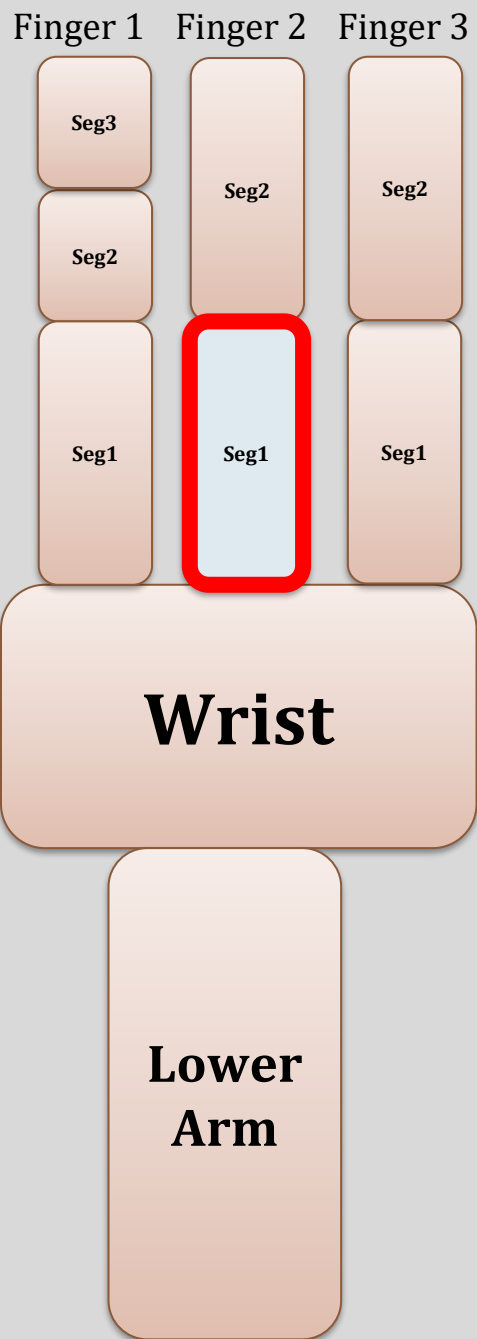 Finger 1 Finger 2 Finger 3
Seg3
Seg2 Seg2
Seg2
Seg1 Seg1 Seg1
Wrist
Lower
Arm